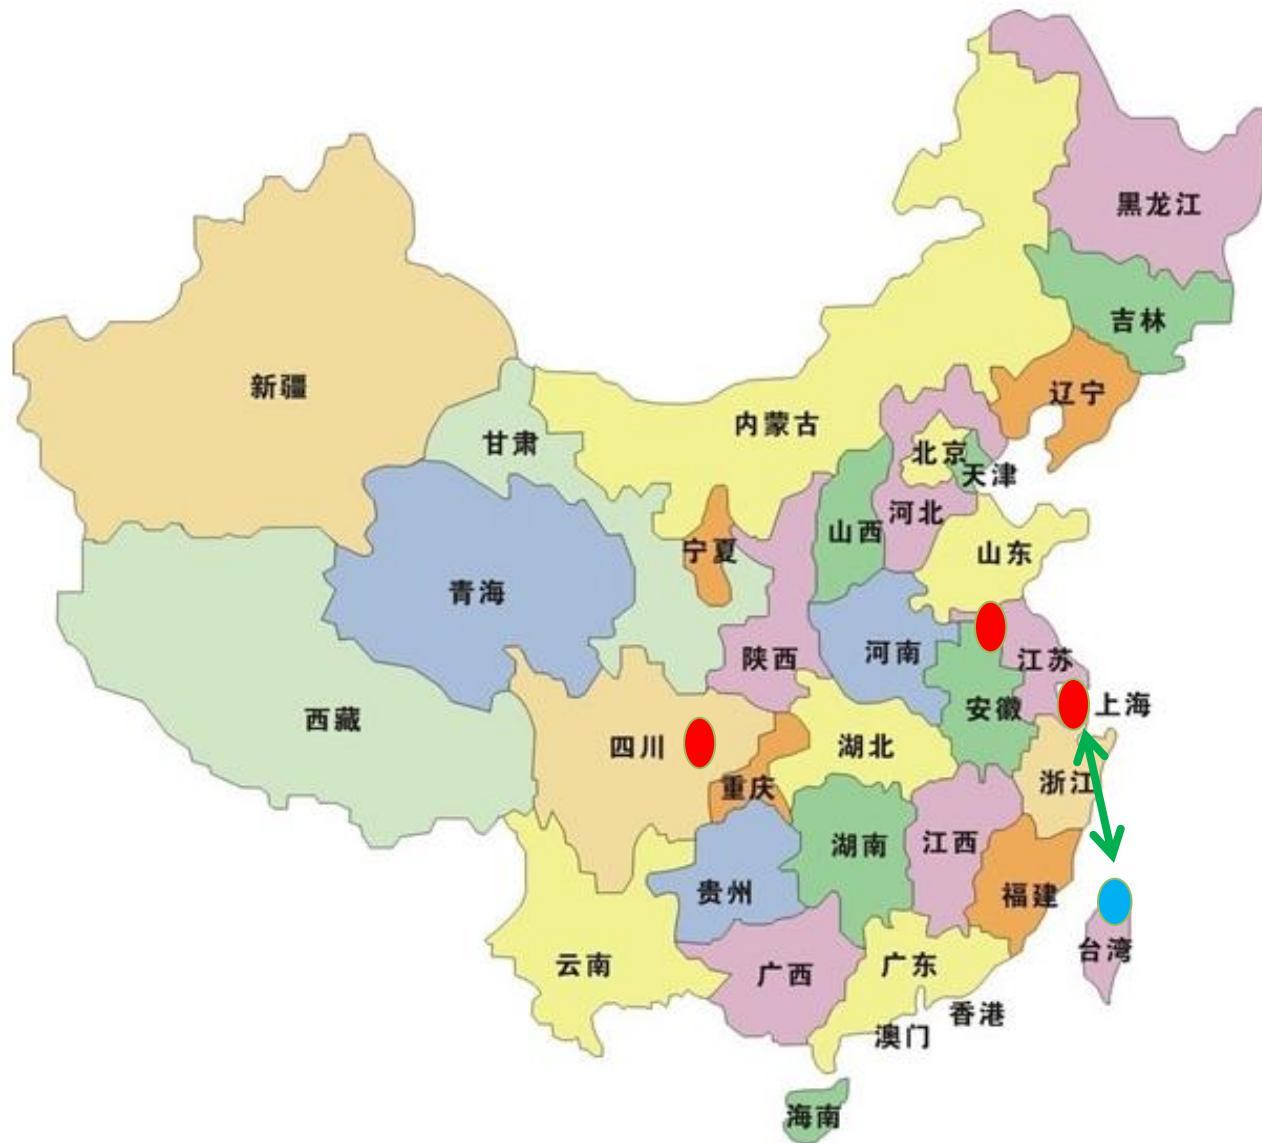 黑龙江
吉林
辽宁
新疆
内蒙古
甘肃
北京
天津
河北
山西
宁夏
山东
青海
陕西
河南
江苏
西藏
安徽
上海
四川
湖北
重庆
浙江
湖南
江西
贵州
福建
台湾
云南
广西
广东
香港
澳门
海南